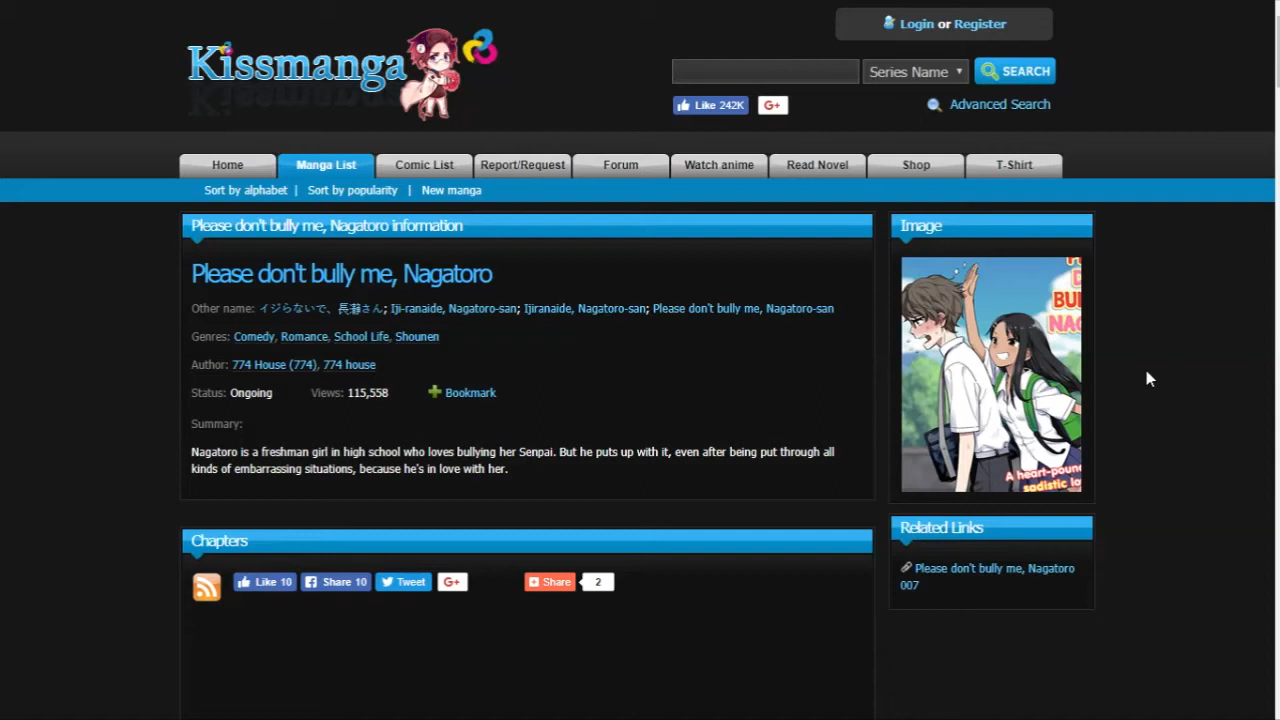 Login or Register
Kissmanga
Series Name
SEARCH
Like 242K
G+
Advanced Search
Home
Manga List
Comic List
Report/Request
Forum
Watch anime
Read Novel
Shop
T-Shirt
Sort by alphabet | Sort by popularity | New manga
Please don't bully me, Nagatoro information
Image
Please don't bully me, Nagatoro
Other name: イジらないで、長瀞さん; Iji-ranaide, Nagatoro-san; Ijiranaide, Nagatoro-san; Please don't bully me, Nagatoro-san
Genres: Comedy, Romance, School Life, Shounen
Author: 774 House (774), 774 house
Status: Ongoing Views: 115,558 Bookmark
Summary:
Nagatoro is a freshman girl in high school who loves bullying her Senpai. But he puts up with it, even after being put through all
kinds of embarrassing situations, because he's in love with her.
A heart-pound
sadistic lo
Chapters
Like 10
Share 10
Tweet
G+
Share
2
Related Links
Please don't bully me, Nagatoro
007